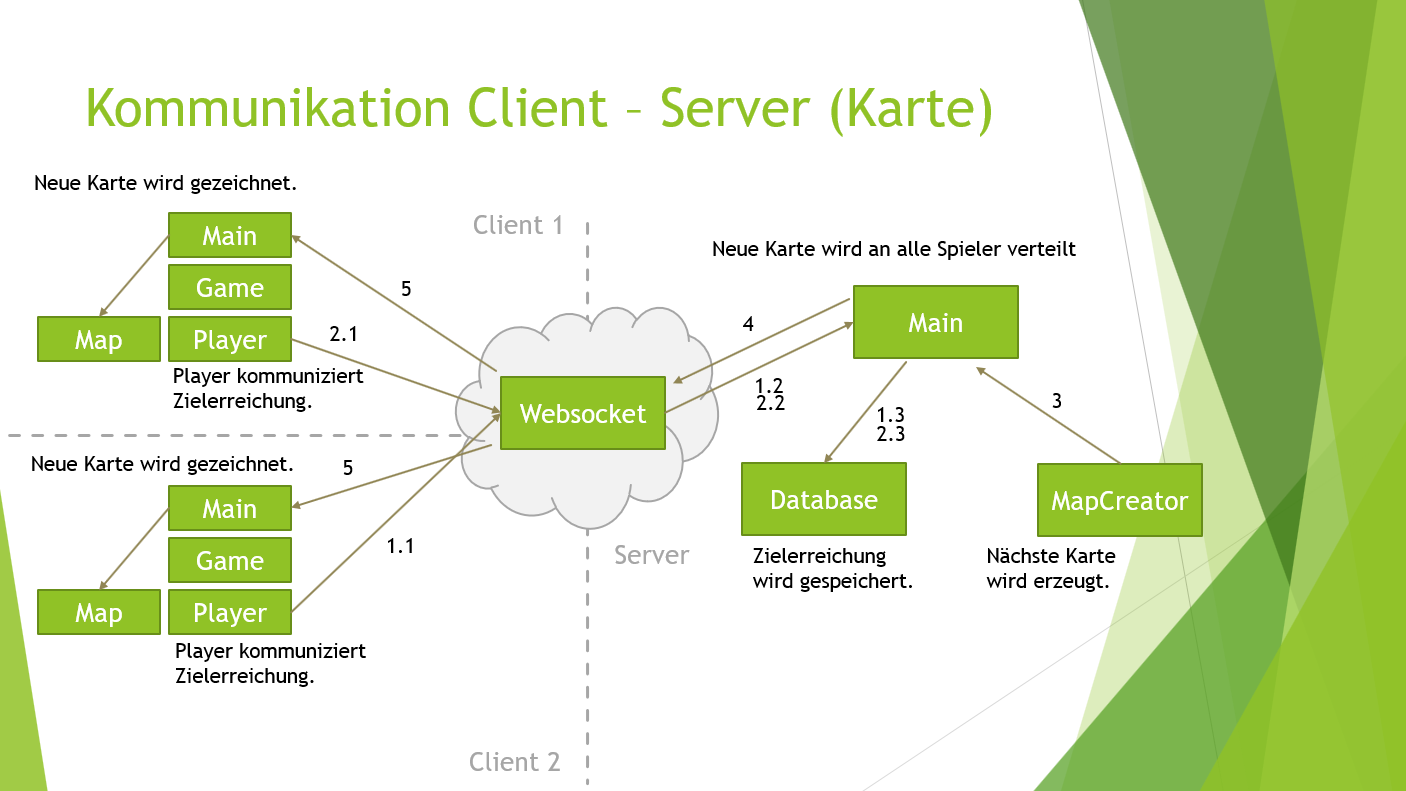 Kommunikation Client – Server (Karte)
Neue Karte wird gezeichnet.
Main
Game
Map
Player
Player kommuniziert
Zielerreichung.
5
2.1
Client 1
Neue Karte wird gezeichnet.
5
Main
Game
Map
Player
Player kommuniziert
Zielerreichung.
1.1
Client 2
Websocket
Server
Neue Karte wird an alle Spieler verteilt
Main
4
1.2
2.2
1.3
2.3
3
Database
MapCreator
Zielerreichung
wird gespeichert.
Nächste Karte
wird erzeugt.